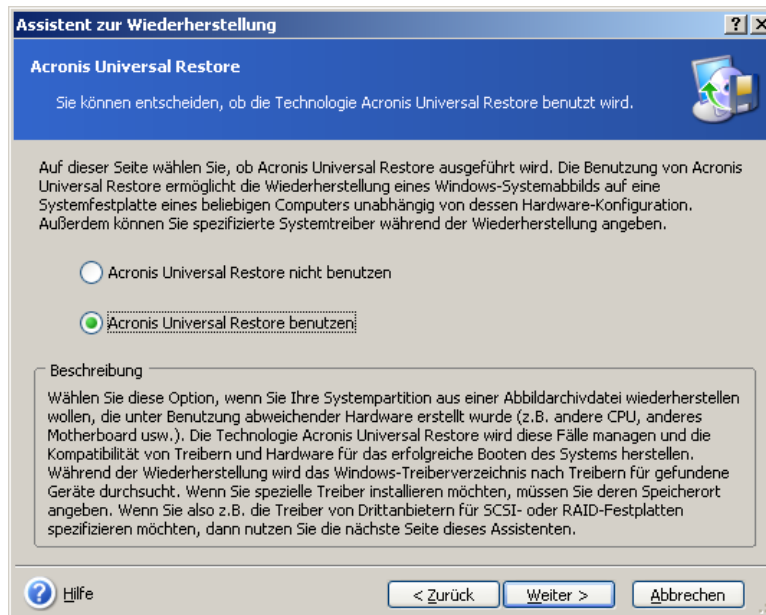 Assistent zur Wiederherstellung
Acronis Universal Restore
Sie können entscheiden, ob die Technologie Acronis Universal Restore benutzt wird.
Auf dieser Seite wählen Sie, ob Acronis Universal Restore ausgeführt wird. Die Benutzung von Acronis
Universal Restore ermöglicht die Wiederherstellung eines Windows-Systemabbilds auf eine
Systemfestplatte eines beliebigen Computers unabhängig von dessen Hardware-Konfiguration.
Außerdem können Sie spezifizierte Systemtreiber während der Wiederherstellung angeben.
Acronis Universal Restore nicht benutzen
Acronis Universal Restore benutzen
Beschreibung
Wählen Sie diese Option, wenn Sie Ihre Systempartition aus einer Abbildarchivdatei wiederherstellen
wollen, die unter Benutzung abweichender Hardware erstellt wurde (z.B. andere CPU, anderes
Motherboard usw.). Die Technologie Acronis Universal Restore wird diese Fälle managen und die
Kompatibilität von Treibern und Hardware für das erfolgreiche Booten des Systems herstellen.
Während der Wiederherstellung wird das Windows-Treiberverzeichnis nach Treibern für gefundene
Geräte durchsucht. Wenn Sie spezielle Treiber installieren möchten, müssen Sie deren Speicherort
angeben. Wenn Sie also z.B. die Treiber von Drittanbietern für SCSI- oder RAID-Festplatten
spezifizieren möchten, dann nutzen Sie die nächste Seite dieses Assistenten.
Hilfe
< Zurück
Weiter >
Abbrechen